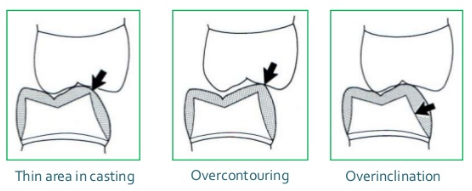 Thin area in casting
Overcontouring
Overinclination